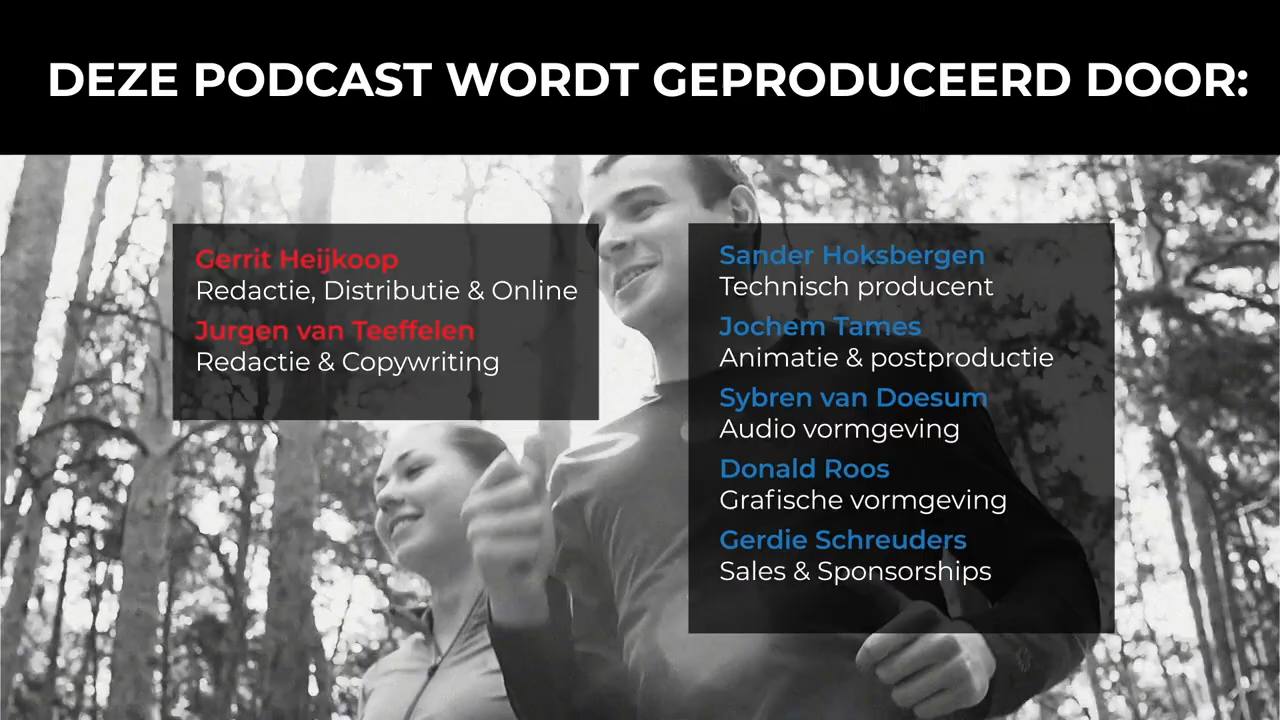 DEZE PODCAST WORDT GEPRODUCEERD DOOR:
Gerrit Heijkoop
Redactie, Distributie & Online
Jurgen van Teeffelen
Redactie & Copywriting
Sander Hoksbergen
Technisch producent
Jochem Tames
Animatie & postproductie
Sybren van Doesum
Audio vormgeving
Donald Roos
Grafische vormgeving
Gerdie Schreuders
Sales & Sponsorships